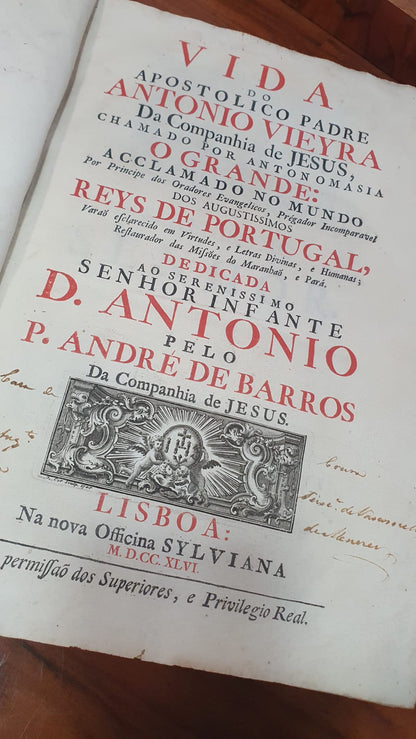 VIDA
DO
APOSTOLICO PADRE
ANTONIO VIEYRA
Da Companhia de JESUS,
CHAMADO POR ANTONOMASIA
O GRANDE:
ACCLAMADO NO MUNDO
Por Principe dos Oradores Evangelicos, Prégador Incomparavel
DOS AUGUSTISSIMOS
REYS DE PORTUGAL,
Varaõ esclarecido em Virtudes, e Letras Divinas, e Humanas;
Restaurador das Missões do Maranhaõ, e Pará.
DEDICADA
AO SERENISSIMO
SENHOR INFANTE
D. ANTONIO
PELO
P. ANDRÉ DE BARROS
Da Companhia de JESUS.
IHS
LISBOA:
Na nova Officina SYLVIANA
M. D.CC. XLVI.
permissaõ dos Superiores, e Privilegio Real.